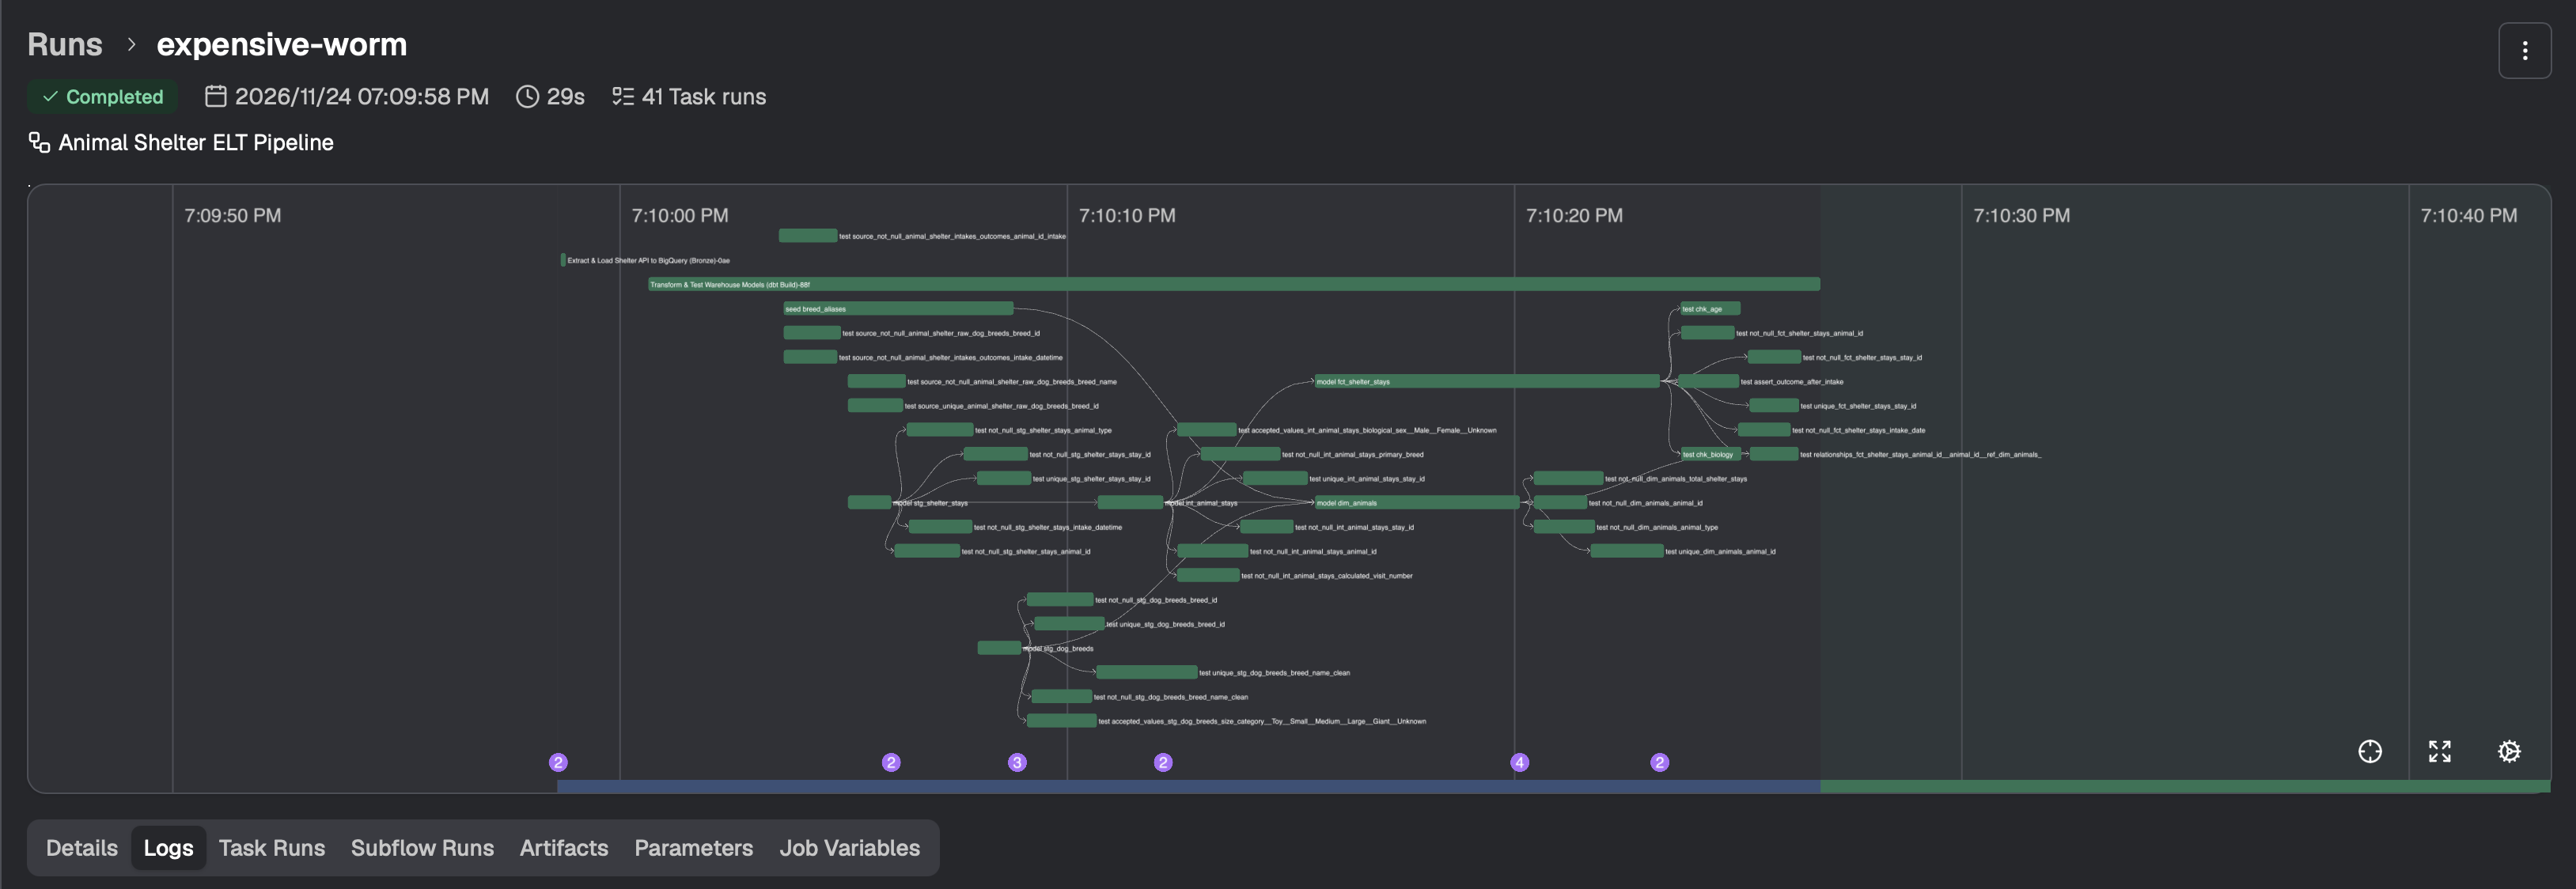 Runs > expensive-worm
Completed 2026/11/24 07:09:58 PM 29s 41 Task runs
Animal Shelter ELT Pipeline
7:09:50 PM 7:10:00 PM 7:10:10 PM 7:10:20 PM 7:10:30 PM 7:10:40 PM
test source_not_null_animal_shelter_intakes_outcomes_animal_id_intake
Extract & Load Shelter API to BigQuery (Bronze)-0ae
Transform & Test Warehouse Models (dbt Build)-88f
seed breed_aliases test chk_age
test source_not_null_animal_shelter_raw_dog_breeds_breed_id test not_null_fct_shelter_stays_animal_id
test source_not_null_animal_shelter_intakes_outcomes_intake_datetime test not_null_fct_shelter_stays_stay_id
test source_not_null_animal_shelter_raw_dog_breeds_breed_name model fct_shelter_stays test assert_outcome_after_intake
test source_unique_animal_shelter_raw_dog_breeds_breed_id test unique_fct_shelter_stays_stay_id
test not_null_stg_shelter_stays_animal_type test accepted_values_int_animal_stays_biological_sex__Male__Female__Unknown test not_null_fct_shelter_stays_intake_date
test not_null_stg_shelter_stays_stay_id test not_null_int_animal_stays_primary_breed test chk_biology test relationships_fct_shelter_stays_animal_id__animal_id__ref_dim_animals_
test unique_stg_shelter_stays_stay_id test unique_int_animal_stays_stay_id test not_null_dim_animals_total_shelter_stays
model stg_shelter_stays model int_animal_stays model dim_animals test not_null_dim_animals_animal_id
test not_null_stg_shelter_stays_intake_datetime test not_null_int_animal_stays_stay_id test not_null_dim_animals_animal_type
test not_null_stg_shelter_stays_animal_id test not_null_int_animal_stays_animal_id test unique_dim_animals_animal_id
test not_null_int_animal_stays_calculated_visit_number
test not_null_stg_dog_breeds_breed_id
test unique_stg_dog_breeds_breed_id
model stg_dog_breeds
test unique_stg_dog_breeds_breed_name_clean
test not_null_stg_dog_breeds_breed_name_clean
test accepted_values_stg_dog_breeds_size_category__Toy__Small__Medium__Large__Giant__Unknown
2 2 3 2 4 2
Details Logs Task Runs Subflow Runs Artifacts Parameters Job Variables